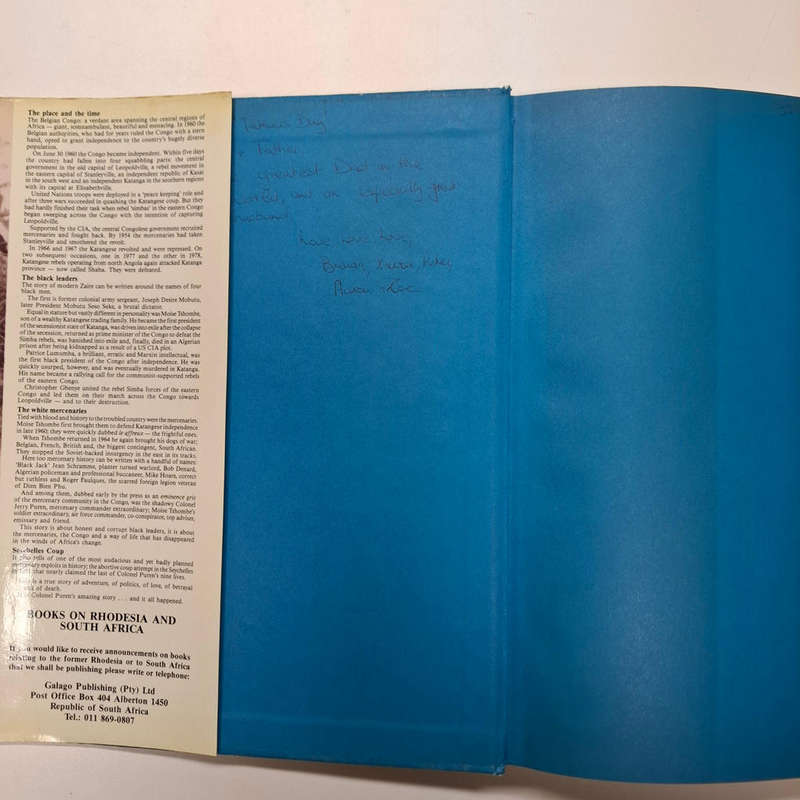 The place and the time
The Belgian Congo: a verdant area spanning the central regions of
Africa — giant, somnambulant, beautiful and menacing. In 1960 the
Belgian authorities, who had for years ruled the Congo with a stern
hand, opted to grant independence to the country's hugely diverse
population.
On June 30 1960 the Congo became independent. Within five days
the country had fallen into four squabbling parts: the central
government in the old capital of Leopoldville, a rebel movement in
the eastern capital of Stanleyville, an independent republic of Kasai
in the south west and an independent Katanga in the southern regions
with its capital at Elisabethville.
United Nations troops were deployed in a 'peace keeping' role and
after three wars succeeded in quashing the Katangese coup. But they
had hardly finished their task when rebel 'simbas' in the eastern Congo
began sweeping across the Congo with the intention of capturing
Leopoldville.
Supported by the CIA, the central Congolese government recruited
mercenaries and fought back. By 1954 the mercenaries had taken
Stanleyville and smothered the revolt.
In 1966 and 1967 the Katangese revolted and were repressed. On
two subsequent occasions, one in 1977 and the other in 1978,
Katangese rebels operating from north Angola again attacked Katanga
province — now called Shaba. They were defeated.
The black leaders
The story of modern Zaire can be written around the names of four
black men.
The first is former colonial army sergeant, Joseph Desire Mobutu,
later President Mobutu Sese Seko, a brutal dictator.
Equal in stature but vastly different in personality was Moise Tshombe,
son of a wealthy Katangese trading family. He became the first president
of the secessionist state of Katanga, was driven into exile after the collapse
of the secession, returned as prime minister of the Congo to defeat the
Simba rebels, was banished into exile and, finally, died in an Algerian
prison after being kidnapped as a result of a US CIA plot.
Patrice Lumumba, a brilliant, erratic and Marxist intellectual, was
the first black president of the Congo after independence. He was
quickly usurped, however, and was eventually murdered in Katanga.
His name became a rallying call for the communist-supported rebels
of the eastern Congo.
Christopher Gbenye united the rebel Simba forces of the eastern
Congo and led them on their march across the Congo towards
Leopoldville — and to their destruction.
The white mercenaries
Tied with blood and history to the troubled country were the mercenaries.
Moise Tshombe first brought them to defend Katangese independence
in late 1960; they were quickly dubbed le affreux — the frightful ones.
When Tshombe returned in 1964 he again brought his dogs of war;
Belgian, French, British and, the biggest contingent, South African.
They stopped the Soviet-backed insurgency in the east in its tracks.
Here too mercenary history can be written with a handful of names:
'Black Jack' Jean Schramme, planter turned warlord, Bob Denard,
Algerian policeman and professional buccaneer, Mike Hoare, correct
but ruthless and Roger Faulques, the scarred foreign legion veteran
of Dien Bien Phu.
And among them, dubbed early by the press as an eminence gris
of the mercenary community in the Congo, was the shadowy Colonel
Jerry Puren, mercenary commander extraordinary; Moise Tshombe's
soldier extraordinary, air force commander, co-conspirator, top adviser,
emissary and friend.
This story is about honest and corrupt black leaders, it is about
the mercenaries, the Congo and a way of life that has disappeared
in the winds of Africa's change.
Seychelles Coup
tells of one of the most audacious and yet badly planned
mercenary exploits in history; the abortive coup attempt in the Seychelles
that nearly claimed the last of Colonel Puren's nine lives.
is a true story of adventure, of politics, of love, of betrayal
of death.
Colonel Puren's amazing story . . . and it all happened.
BOOKS ON RHODESIA AND
SOUTH AFRICA
If you would like to receive announcements on books
relating to the former Rhodesia or to South Africa
that we shall be publishing please write or telephone:
Galago Publishing (Pty) Ltd
Post Office Box 404 Alberton 1450
Republic of South Africa
Tel.: 011 869-0807
Day
Father
greatest Dad in the
and an especially great
husband
Love